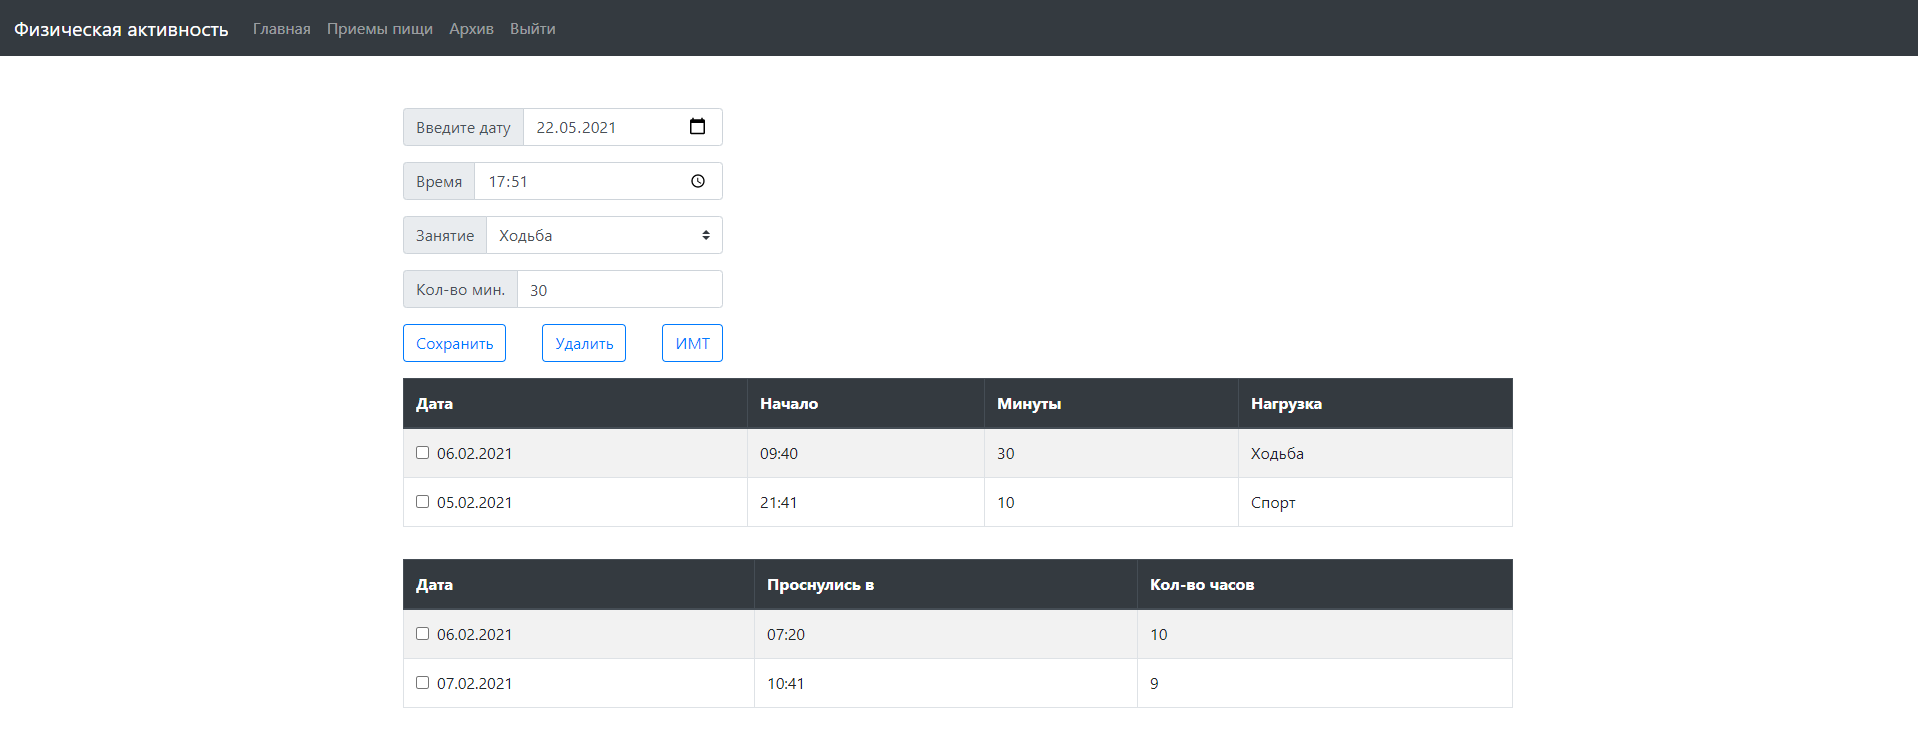 Физическая активность Главная Приемы пищи Архив Выйти
Введите дату 22.05.2021
Время 17:51
Занятие Ходьба
Кол-во мин. 30
Сохранить Удалить ИМТ
Дата Начало Минуты Нагрузка
06.02.2021 09:40 30 Ходьба
05.02.2021 21:41 10 Спорт
Дата Проснулись в Кол-во часов
06.02.2021 07:20 10
07.02.2021 10:41 9